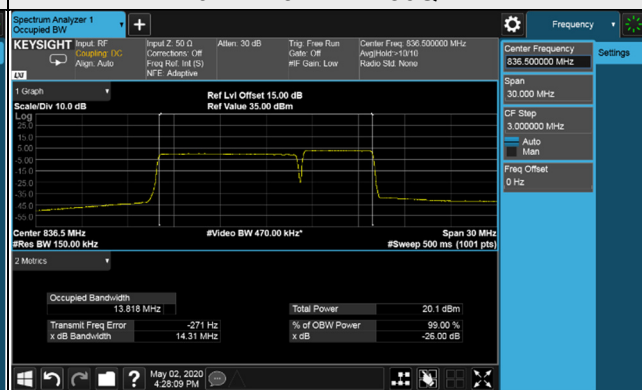 Spectrum Analyzer 1
Occupied BW
Frequency
KEYSIGHT
Input: RF
Coupling: DC
Align: Auto
Input Z: 50 Ω
Corrections: Off
Freq Ref: Int (S)
NFE: Adaptive
Atten: 30 dB
Trig: Free Run
Gate: Off
#IF Gain: Low
Center Freq: 836.500000 MHz
Avg|Hold:>10/10
Radio Std: None
LXI
Center Frequency
836.500000 MHz
Settings
Span
30.000 MHz
CF Step
3.000000 MHz
Auto
Man
Freq Offset
0 Hz
1 Graph
Scale/Div 10.0 dB
Ref Lvl Offset 15.00 dB
Ref Value 35.00 dBm
Log
25.0
15.0
5.00
-5.00
-15.0
-25.0
-35.0
-45.0
-55.0
Center 836.5 MHz
#Video BW 470.00 kHz*
Span 30 MHz
#Res BW 150.00 kHz
#Sweep 500 ms (1001 pts)
2 Metrics
Occupied Bandwidth
13.818 MHz
Total Power
20.1 dBm
Transmit Freq Error
-271 Hz
% of OBW Power
99.00 %
x dB Bandwidth
14.31 MHz
x dB
-26.00 dB
May 02, 2020
4:28:09 PM